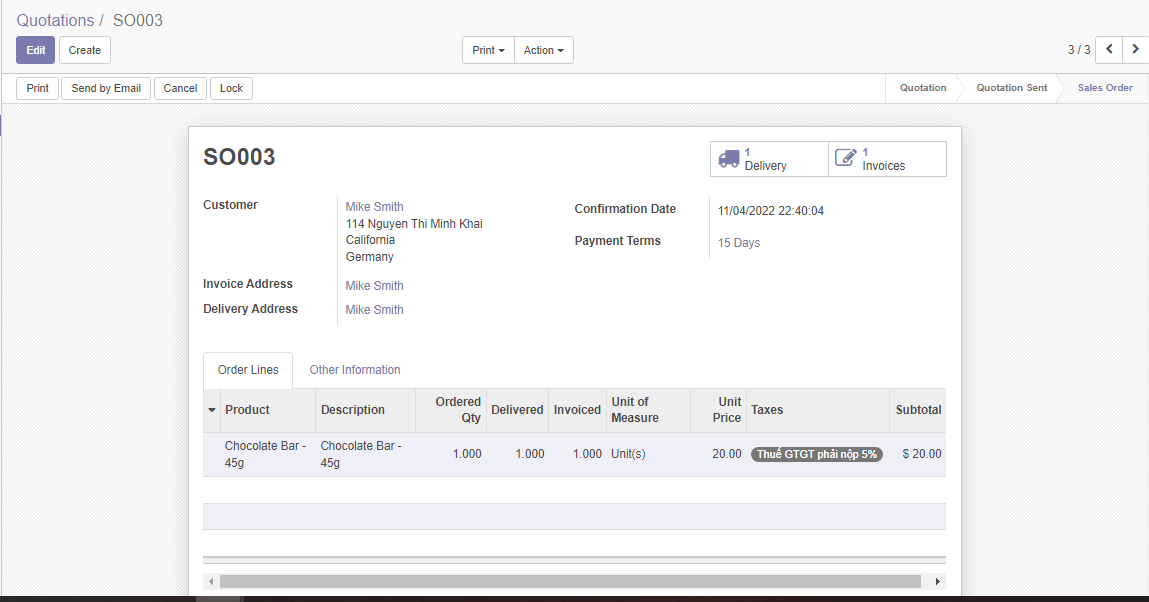 Quotations / SO003
Edit Create Print Action 3 / 3
Print Send by Email Cancel Lock Quotation Quotation Sent Sales Order
SO003
1 Delivery
1 Invoices
Customer
Mike Smith
114 Nguyen Thi Minh Khai
California
Germany
Confirmation Date 11/04/2022 22:40:04
Payment Terms 15 Days
Invoice Address Mike Smith
Delivery Address Mike Smith
Order Lines Other Information
Product Description Ordered Qty Delivered Invoiced Unit of Measure Unit Price Taxes Subtotal
Chocolate Bar - 45g Chocolate Bar - 45g 1.000 1.000 1.000 Unit(s) 20.00 Thuế GTGT phải nộp 5% $ 20.00